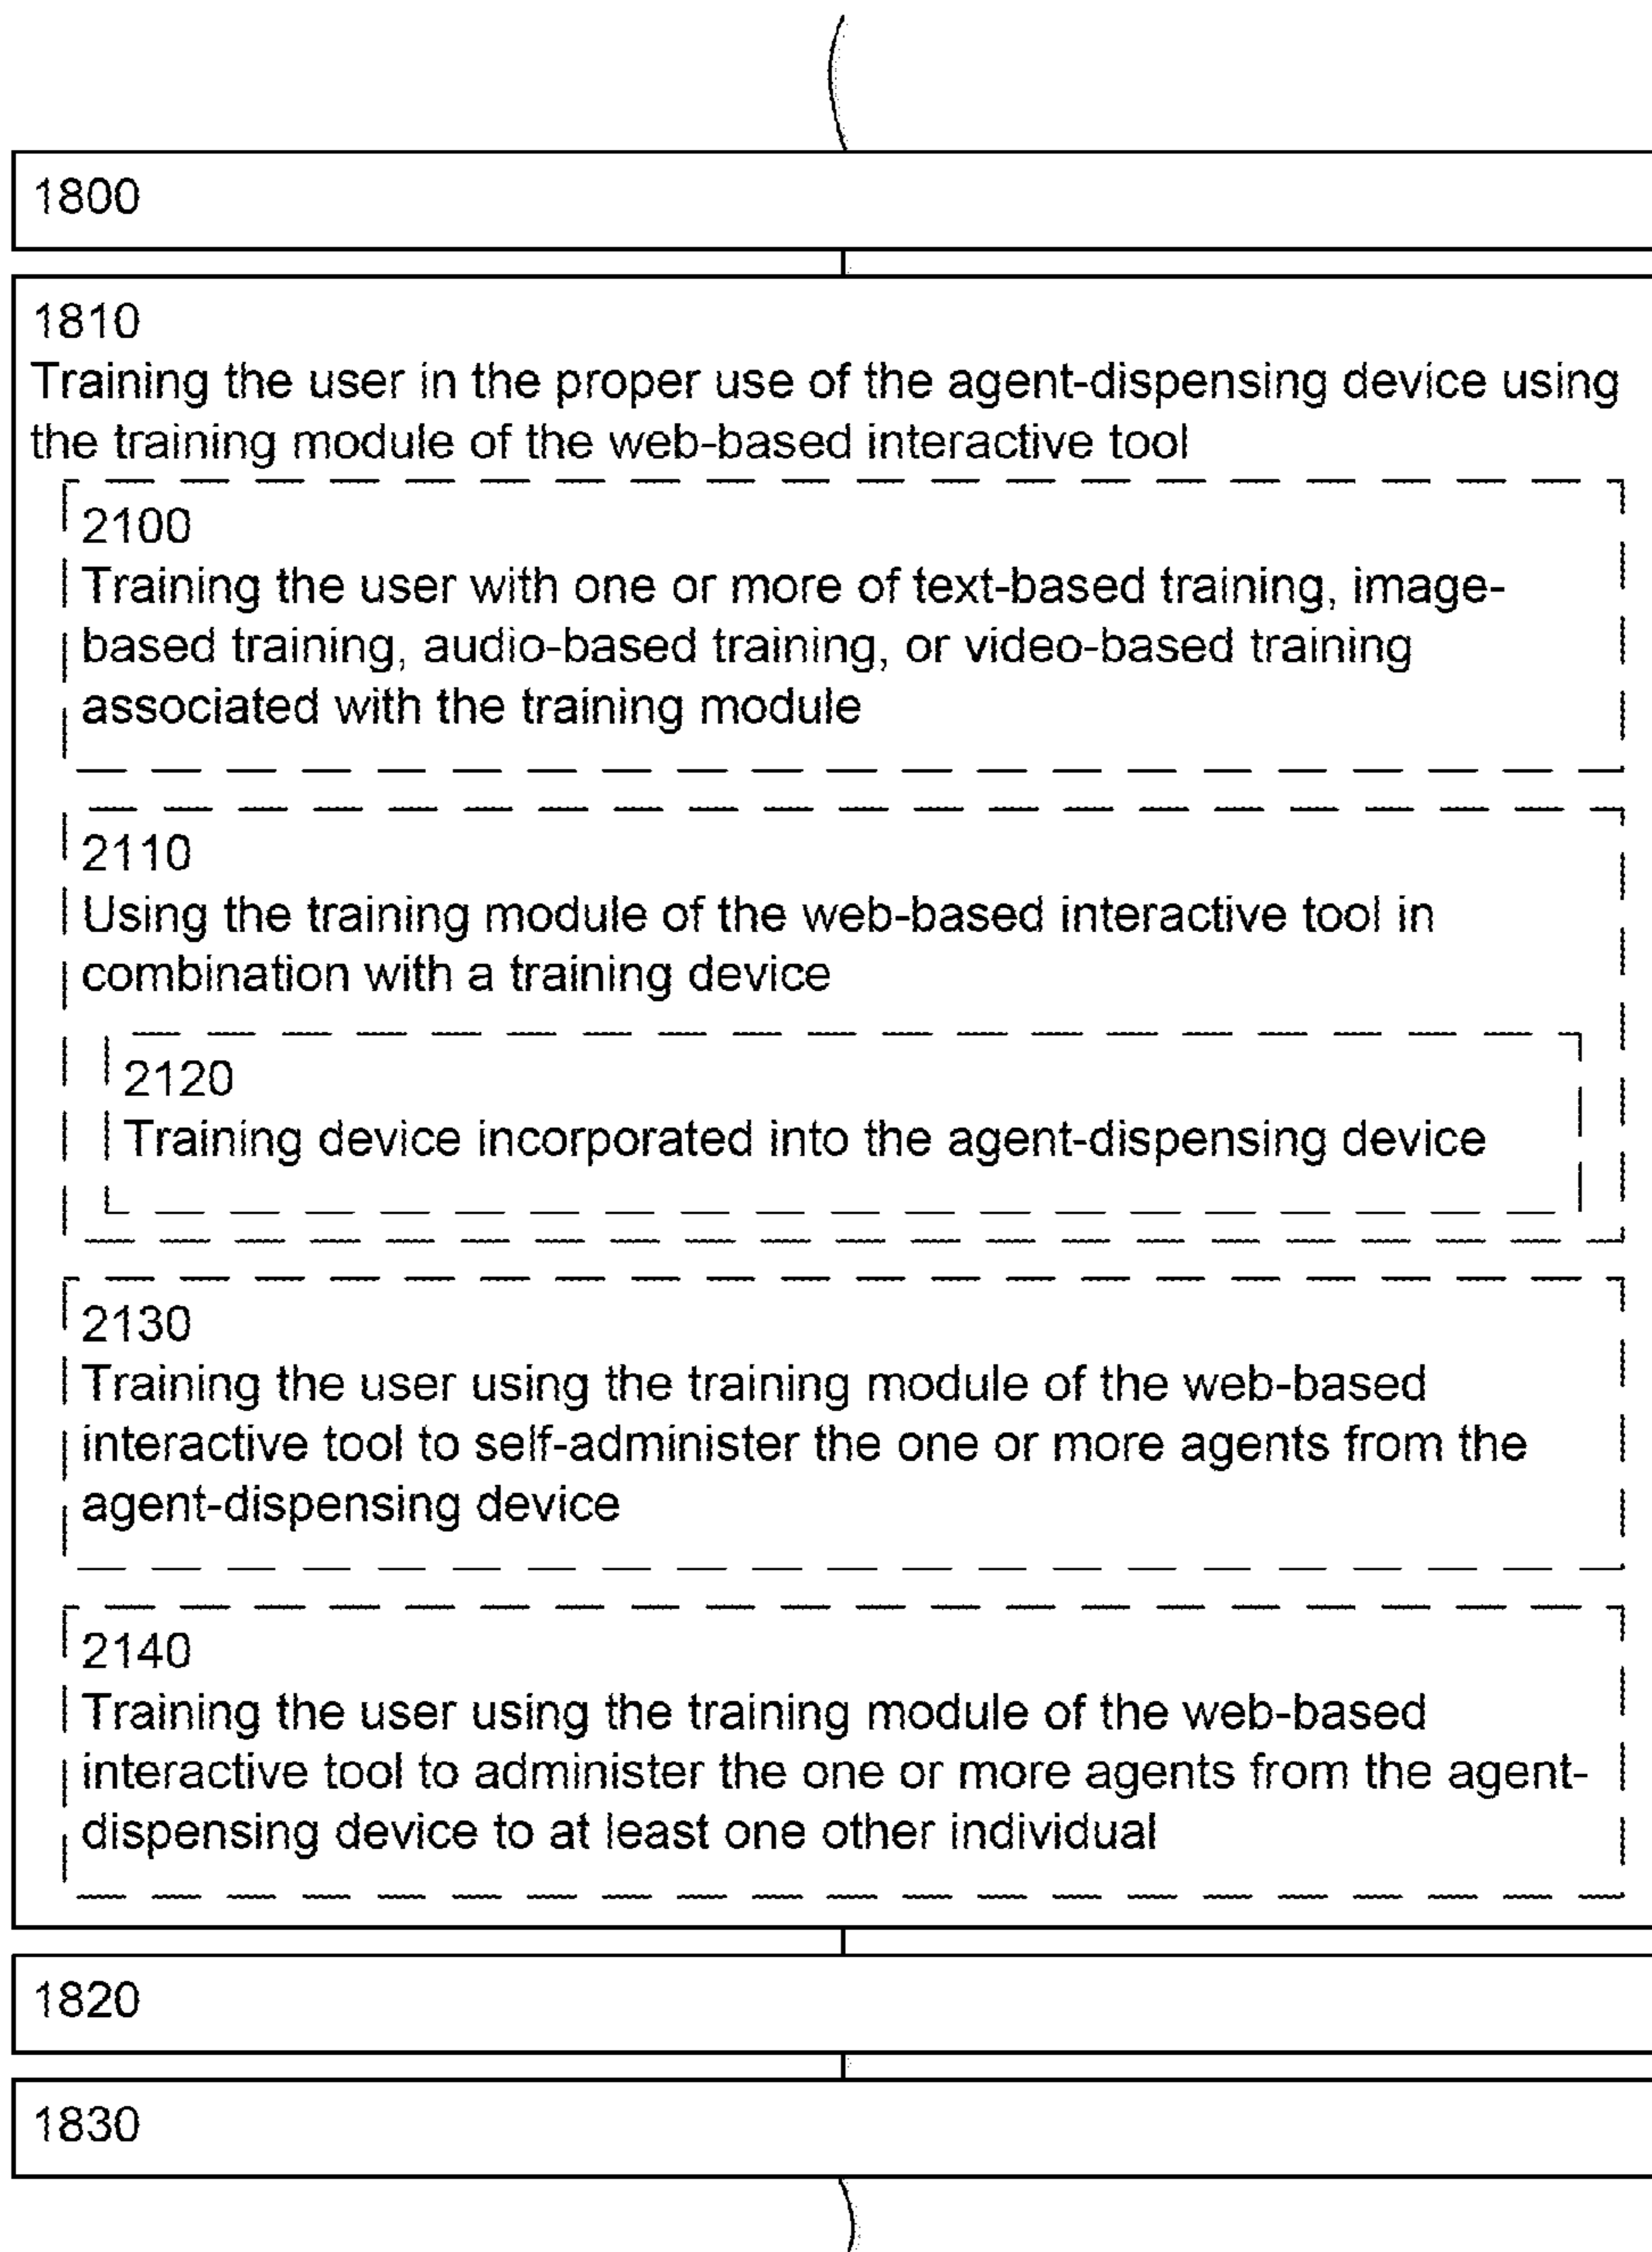 1800
1810
Training the user in the proper use of the agent-dispensing device using
the training module of the web-based interactive tool
2100
Training the user with one or more of text-based training, image-
based training, audio-based training, or video-based training
associated with the training module
2110
Using the training module of the web-based interactive tool in
combination with a training device
2120
Training device incorporated into the agent-dispensing device
2130
Training the user using the training module of the web-based
interactive tool to self-administer the one or more agents from the
agent-dispensing device
2140
Training the user using the training module of the web-based
interactive tool to administer the one or more agents from the agent-
dispensing device to at least one other individual
1820
1830